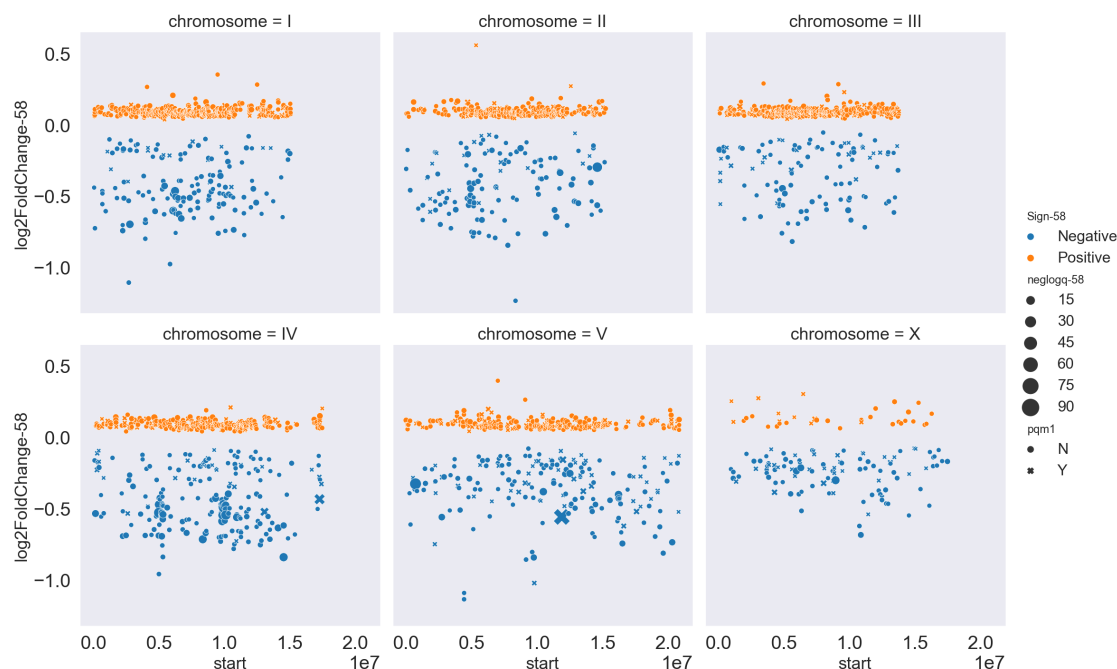 chromosome = I
chromosome = II
chromosome = III
log2FoldChange-58
0.5
0.0
−0.5
−1.0
chromosome = IV
chromosome = V
chromosome = X
log2FoldChange-58
0.5
0.0
−0.5
−1.0
0.0 0.5 1.0 1.5 2.0
start 1e7
0.0 0.5 1.0 1.5 2.0
start 1e7
0.0 0.5 1.0 1.5 2.0
start 1e7
Sign-58
Negative
Positive
neglogq-58
15
30
45
60
75
90
pqm1
N
Y